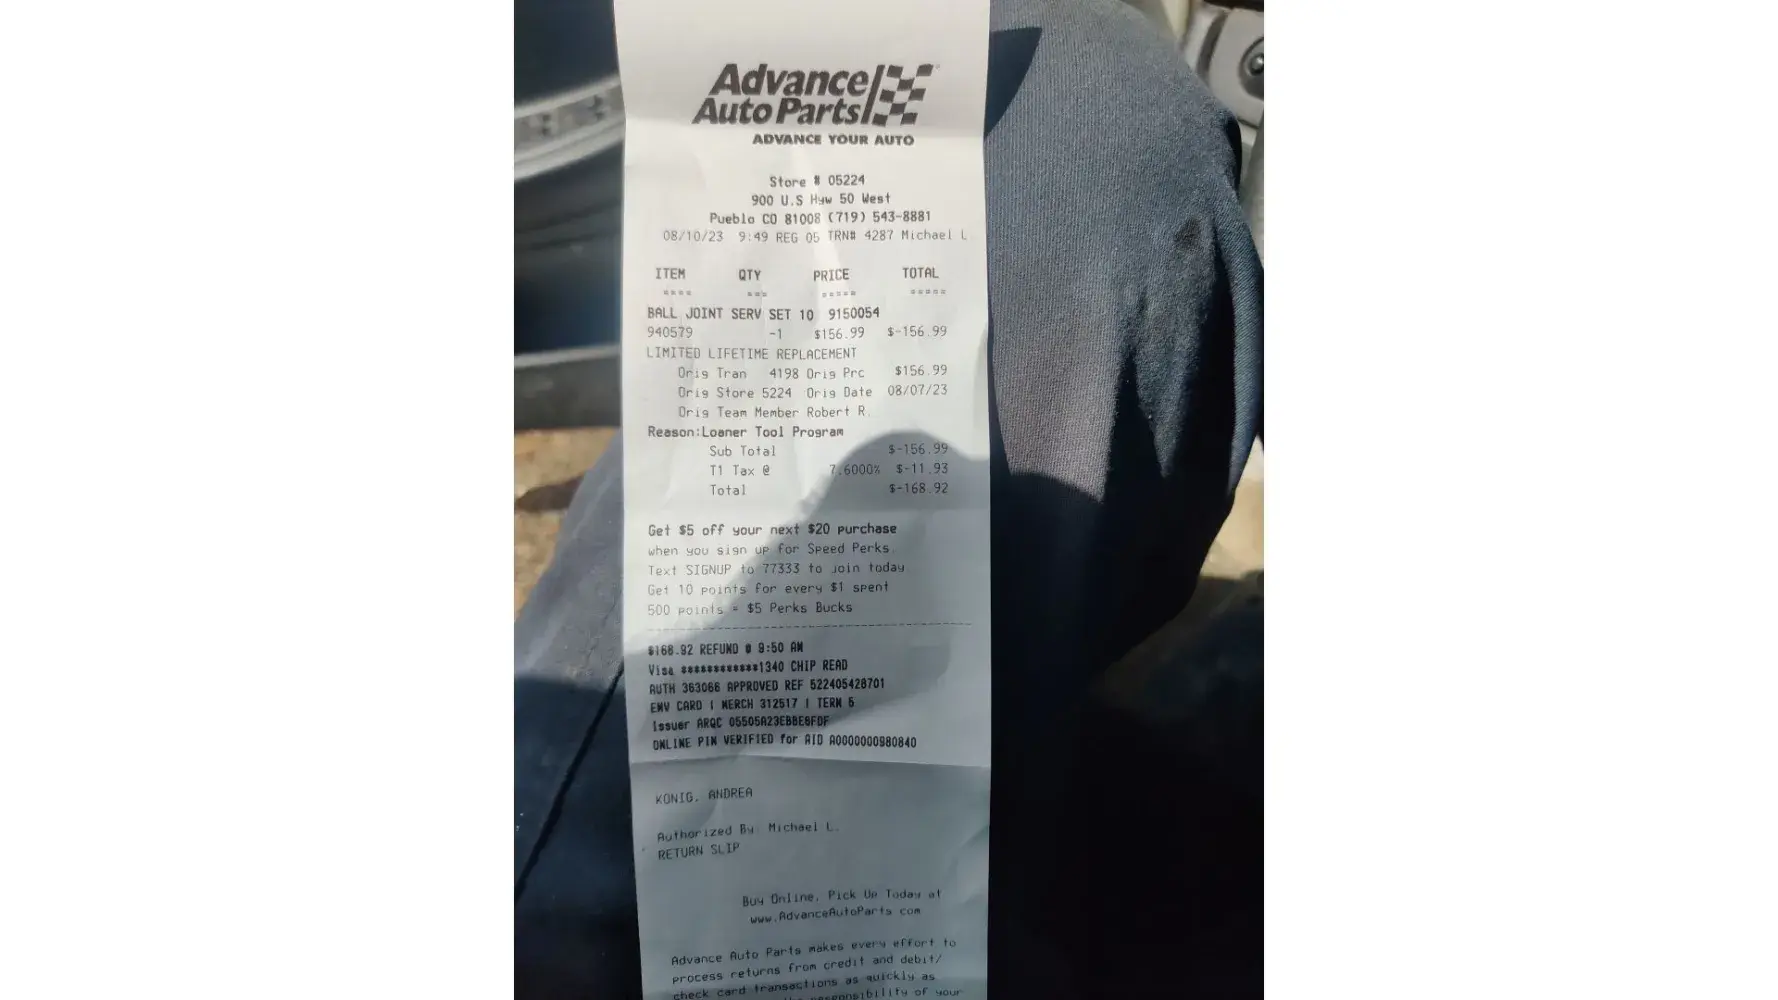 Advance
Auto Parts
ADVANCE YOUR AUTO
Store # 05224
900 U.S Hyw 50 West
Pueblo CO 81008 (719) 543-8881
08/10/23 9:49 REG 05 TRN# 4287 Michael L
ITEM QTY PRICE TOTAL
==== === ===== =====
BALL JOINT SERV SET 10 9150054
940579 -1 $156.99 $-156.99
LIMITED LIFETIME REPLACEMENT
Orig Tran 4198 Orig Prc $156.99
Orig Store 5224 Orig Date 08/07/23
Orig Team Member Robert R.
Reason:Loaner Tool Program
Sub Total $-156.99
T1 Tax @ 7.6000% $-11.93
Total $-168.92
Get $5 off your next $20 purchase
when you sign up for Speed Perks.
Text SIGNUP to 77333 to join today
Get 10 points for every $1 spent
500 points = $5 Perks Bucks
$168.92 REFUND @ 9:50 AM
Visa ************1340 CHIP READ
AUTH 363066 APPROVED REF 522405428701
EMV CARD | MERCH 312517 | TERM 5
Issuer ARQC 05505A23EBBE6FDF
ONLINE PIN VERIFIED for AID A0000000980840
KONIG, ANDREA
Authorized By Michael L.
RETURN SLIP
Buy Online, Pick Up Today at
www.AdvanceAutoParts com
Advance Auto Parts makes every effort to
process returns from credit and debit/
check card transactions as quickly as
responsibility of your